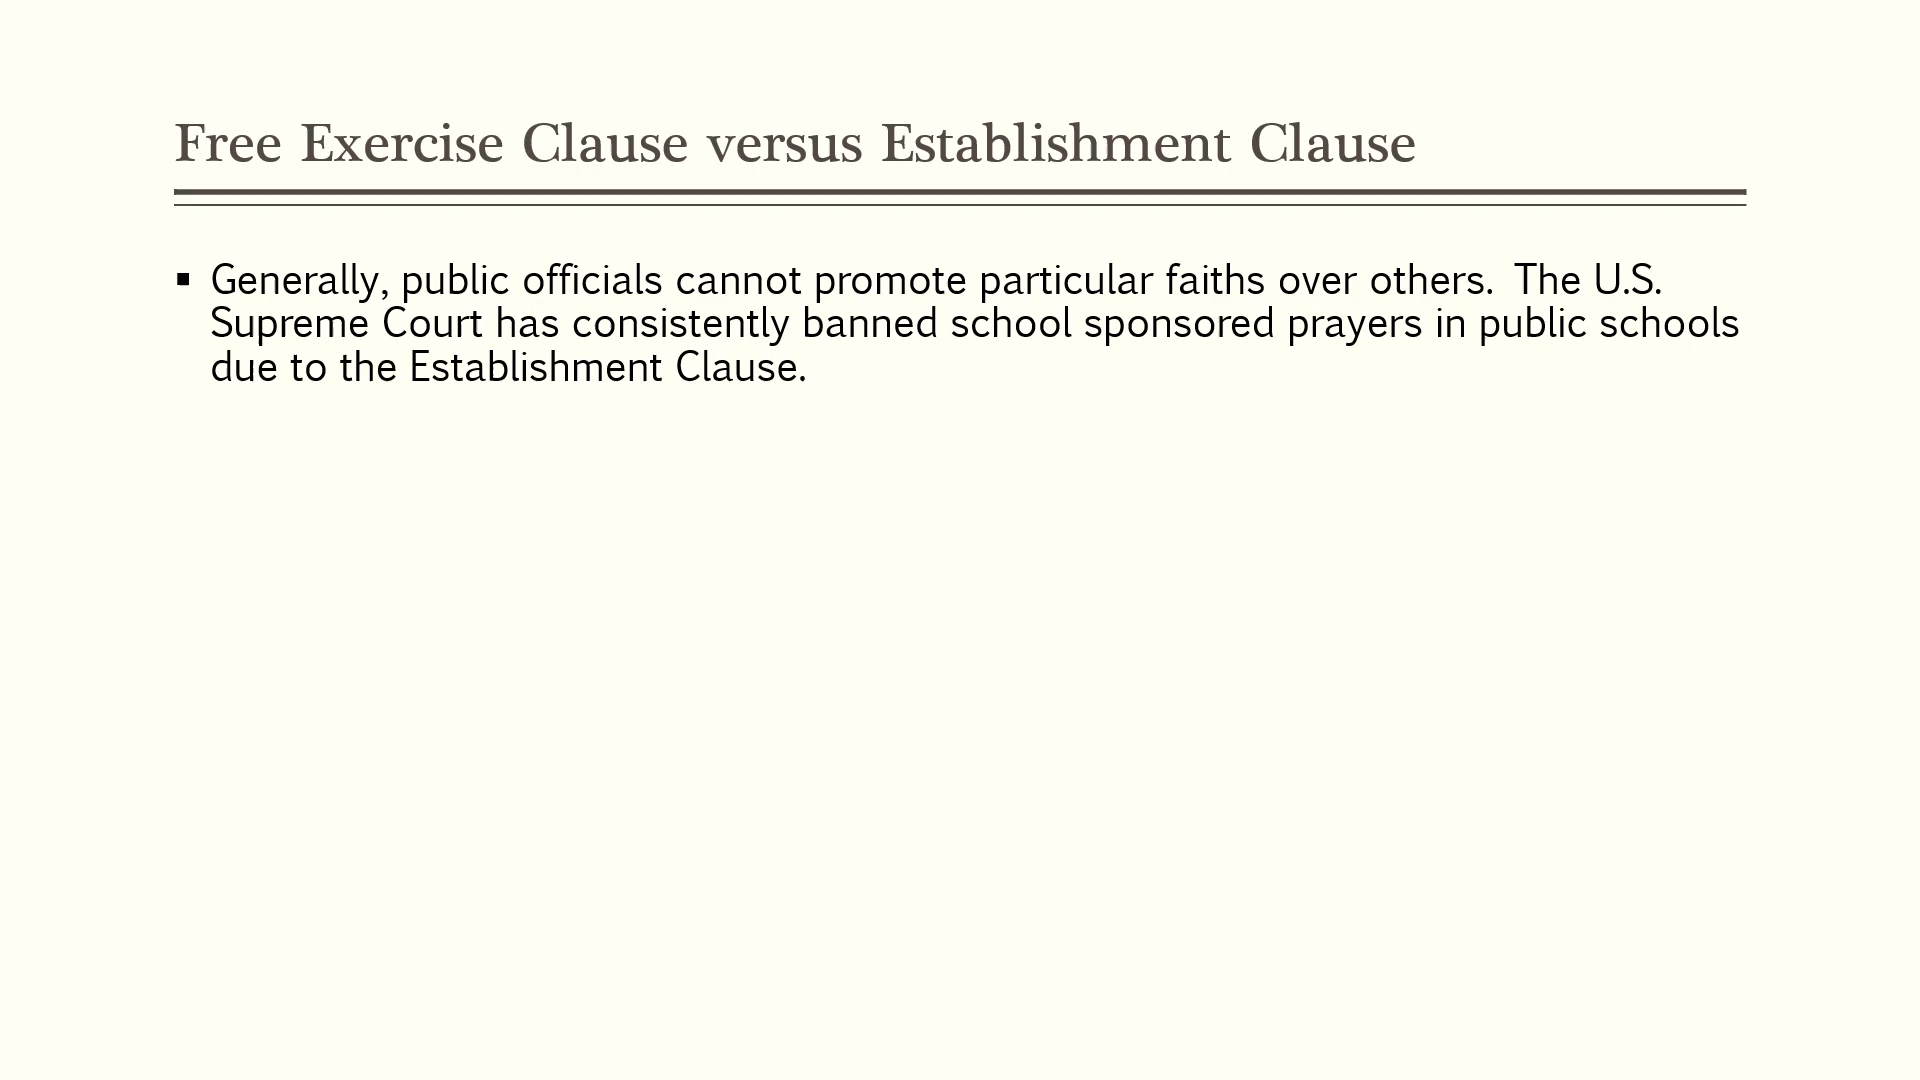 Free Exercise Clause versus Establishment Clause
▪ Generally, public officials cannot promote particular faiths over others.  The U.S.
Supreme Court has consistently banned school sponsored prayers in public schools
due to the Establishment Clause.